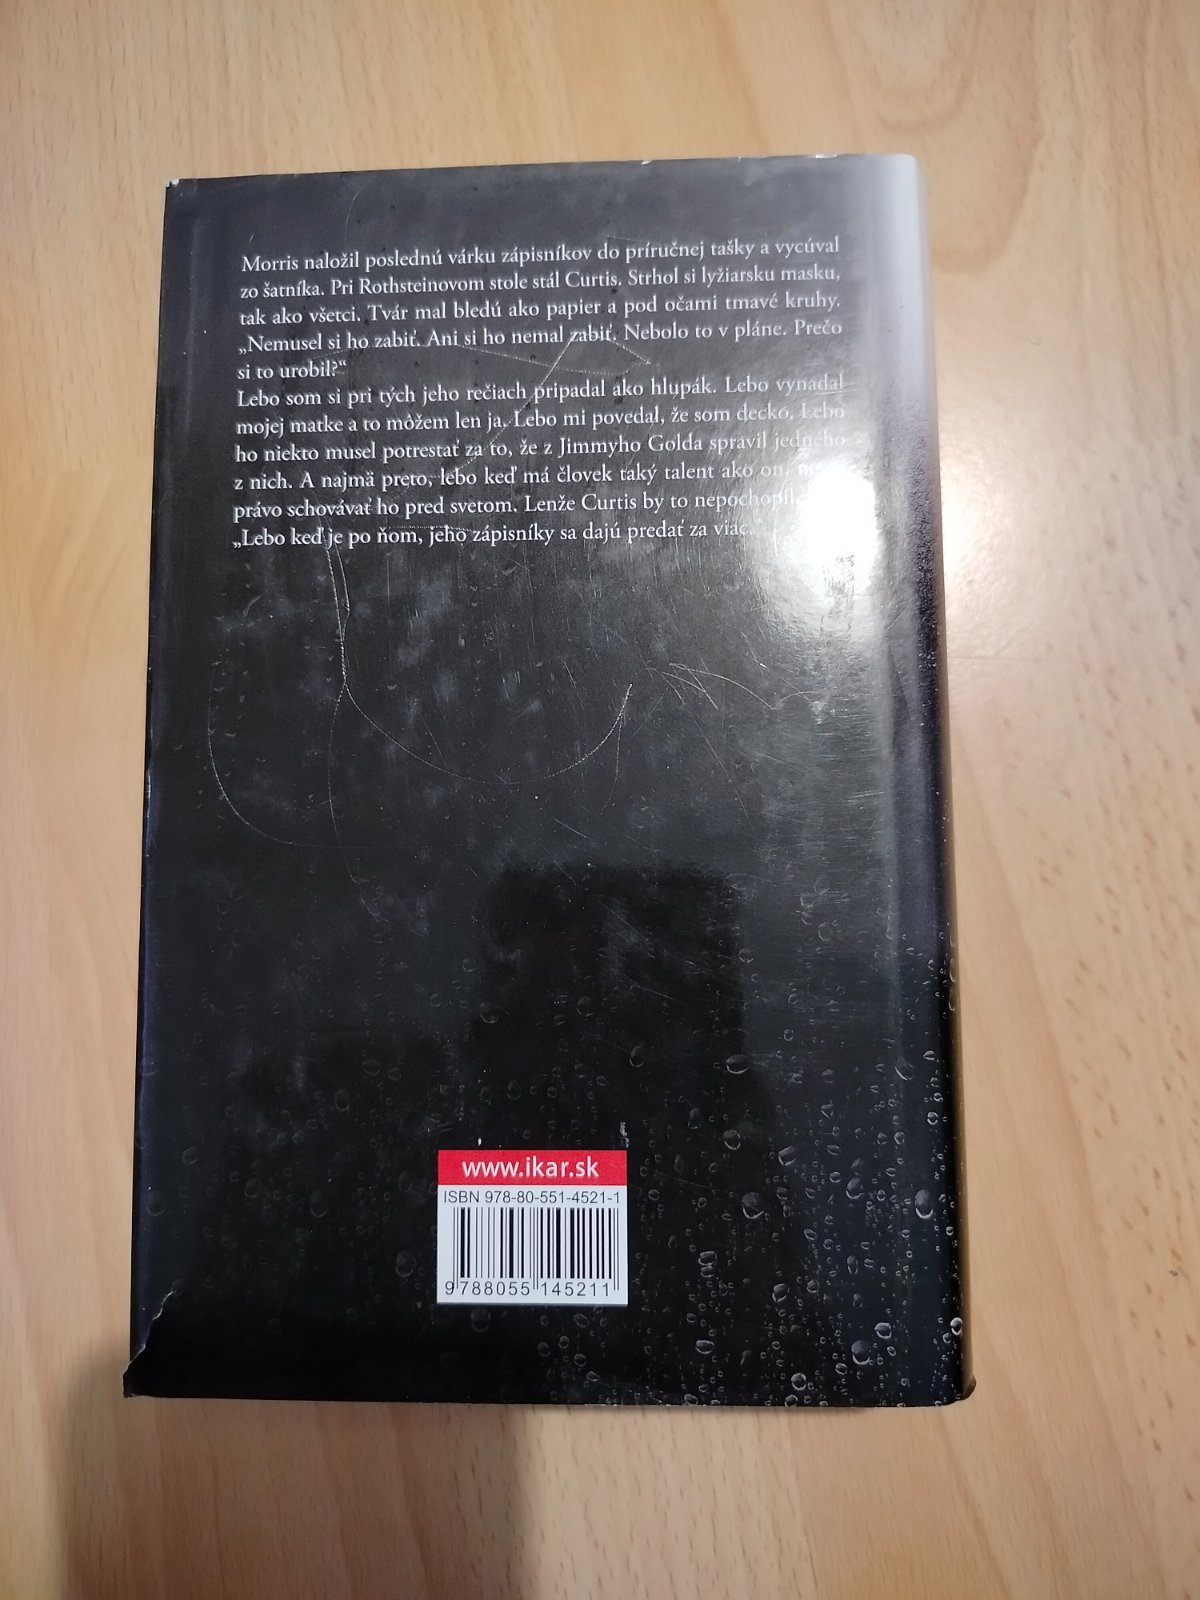 Morris naložil poslednú várku zápisníkov do príručnej tašky a vycúval
zo šatníka. Pri Rothsteinovom stole stál Curtis. Strhol si lyžiarsku masku,
tak ako všetci. Tvár mal bledú ako papier a pod očami tmavé kruhy.
„Nemusel si ho zabiť. Ani si ho nemal zabiť. Nebolo to v pláne. Prečo
si to urobil?“
Lebo som si pri tých jeho rečiach pripadal ako hlupák. Lebo vynadal
mojej matke a to môžem len ja. Lebo mi povedal, že som decko. Lebo
ho niekto musel potrestať za to, že z Jimmyho Golda spravil jedného
z nich. A najmä preto, lebo keď má človek taký talent ako on,
právo schovávať ho pred svetom. Lenže Curtis by to nepochopil.
„Lebo keď je po ňom, jeho zápisníky sa dajú predať za viac.“
www.ikar.sk
ISBN 978-80-551-4521-1
9 788055 145211